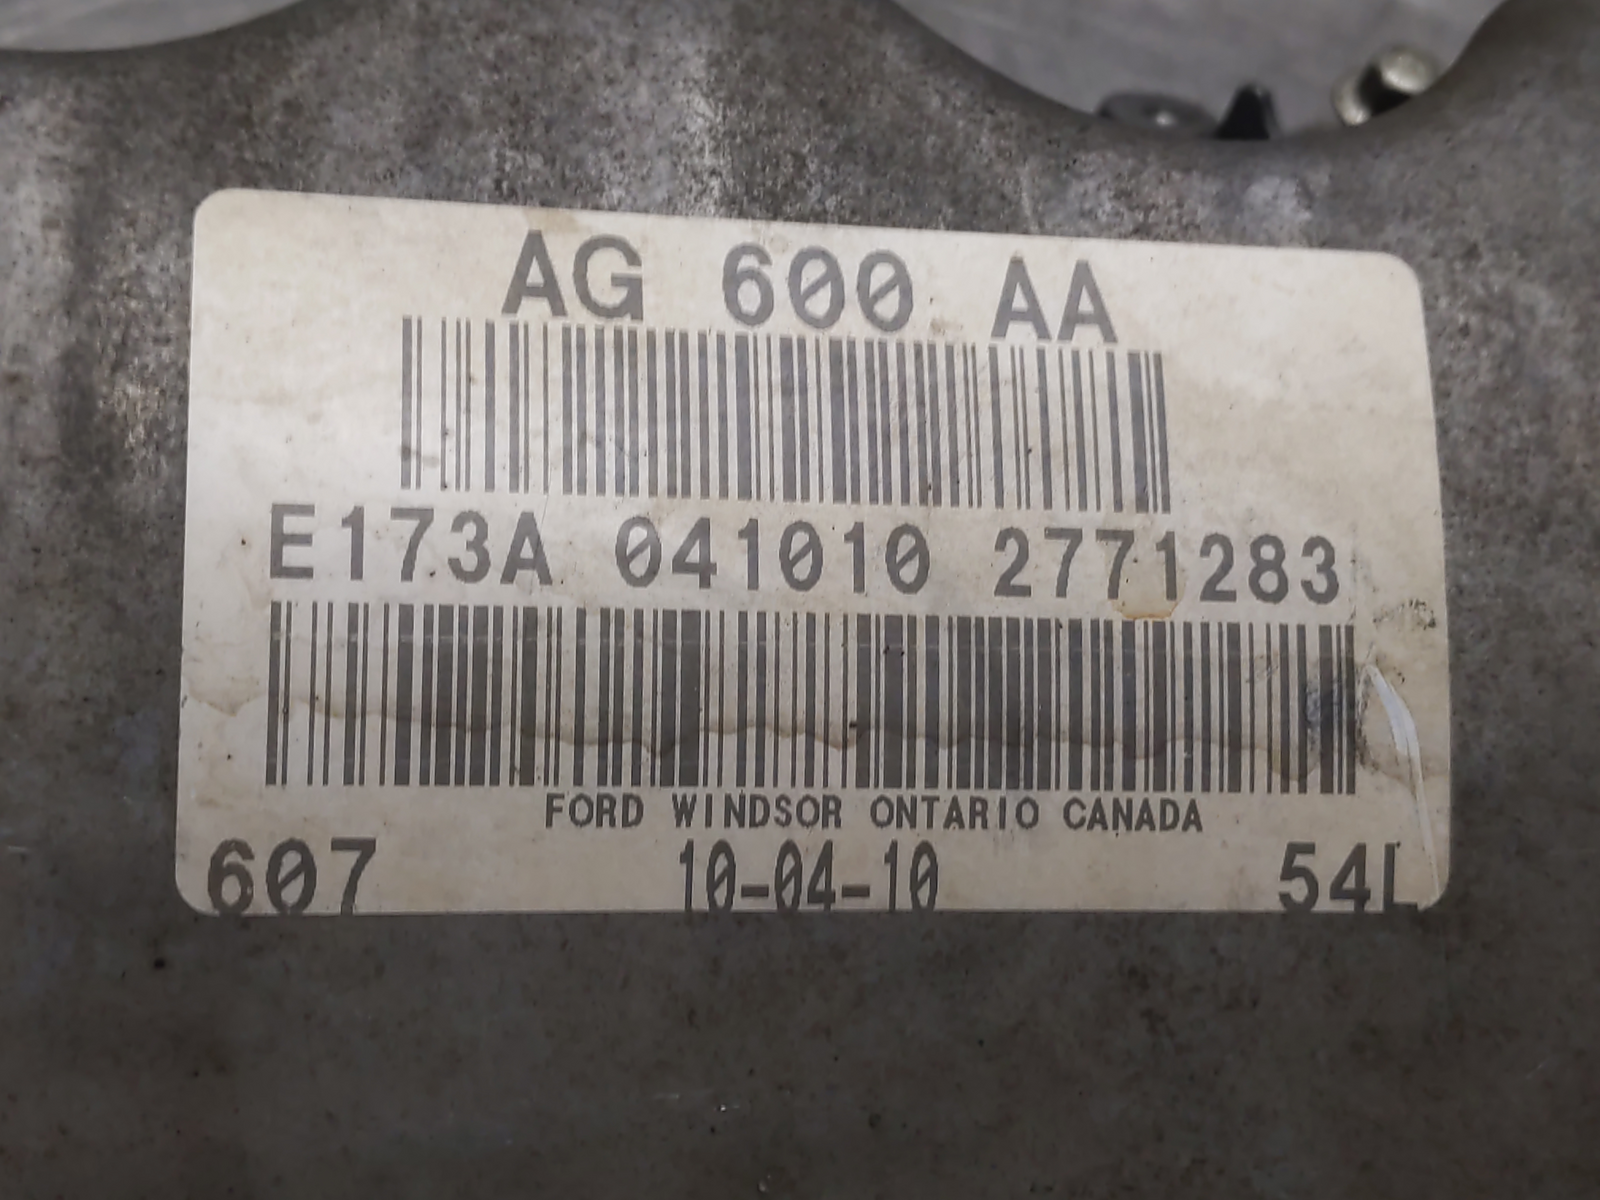 AG 600 AA
E173A 041010 2771283
FORD WINDSOR ONTARIO CANADA
607 10-04-10 54L